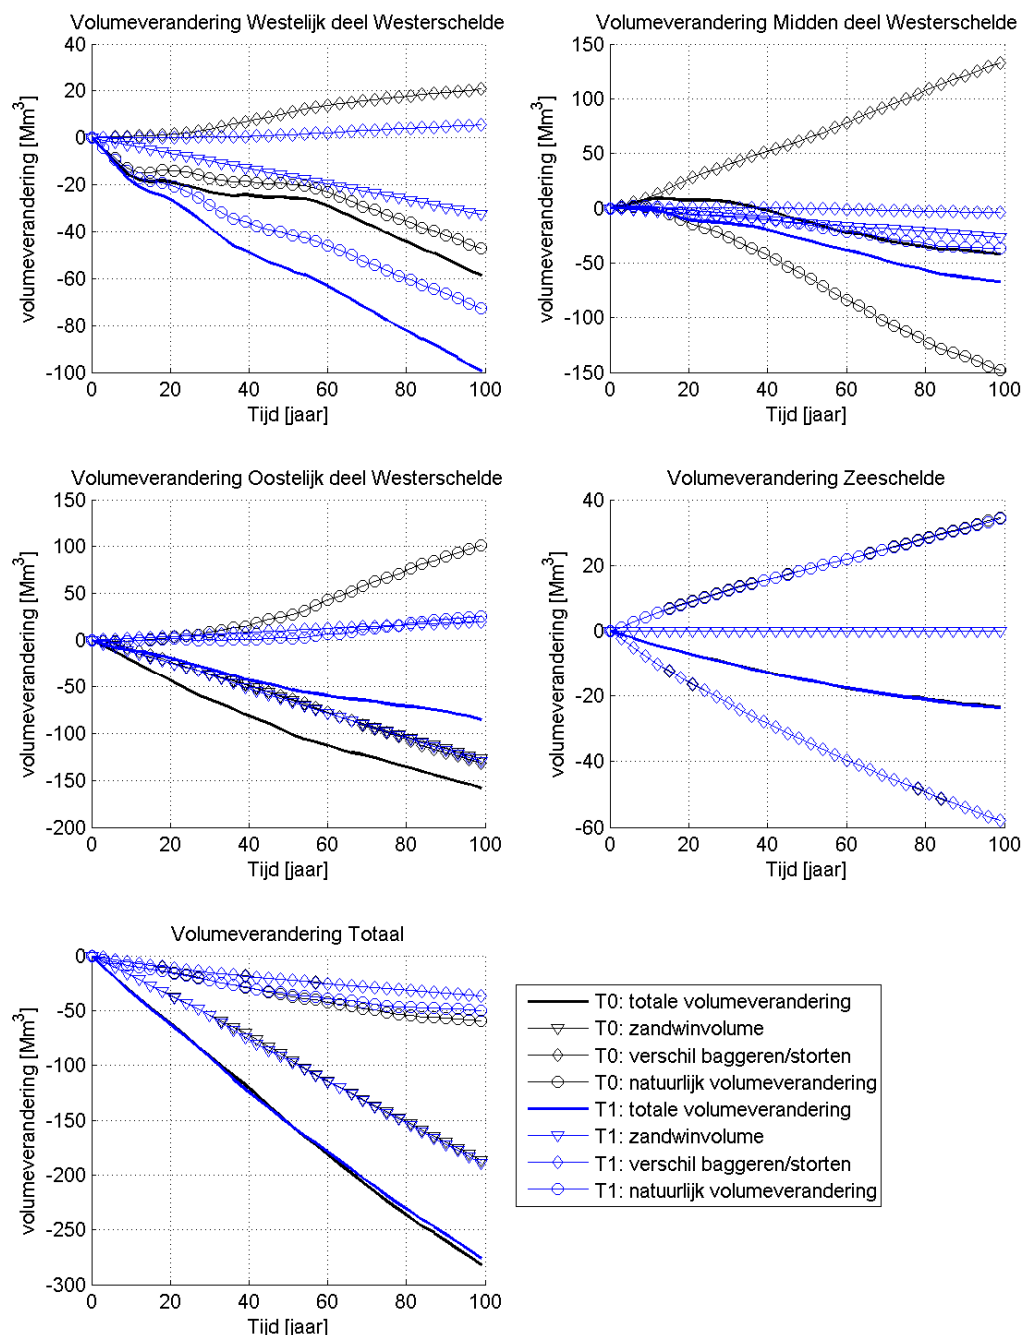 Volumeverandering Westelijk deel Westerschelde
40
20
0
-20
-40
-60
-80
-100
volumeverandering [Mm³]
0 20 40 60 80 100
Tijd [jaar]
Volumeverandering Midden deel Westerschelde
150
100
50
0
-50
-100
-150
volumeverandering [Mm³]
0 20 40 60 80 100
Tijd [jaar]
Volumeverandering Oostelijk deel Westerschelde
150
100
50
0
-50
-100
-150
-200
volumeverandering [Mm³]
0 20 40 60 80 100
Tijd [jaar]
Volumeverandering Zeeschelde
40
20
0
-20
-40
-60
volumeverandering [Mm³]
0 20 40 60 80 100
Tijd [jaar]
Volumeverandering Totaal
0
-50
-100
-150
-200
-250
-300
volumeverandering [Mm³]
0 20 40 60 80 100
Tijd [jaar]
T0: totale volumeverandering
T0: zandwinvolume
T0: verschil baggeren/storten
T0: natuurlijk volumeverandering
T1: totale volumeverandering
T1: zandwinvolume
T1: verschil baggeren/storten
T1: natuurlijk volumeverandering